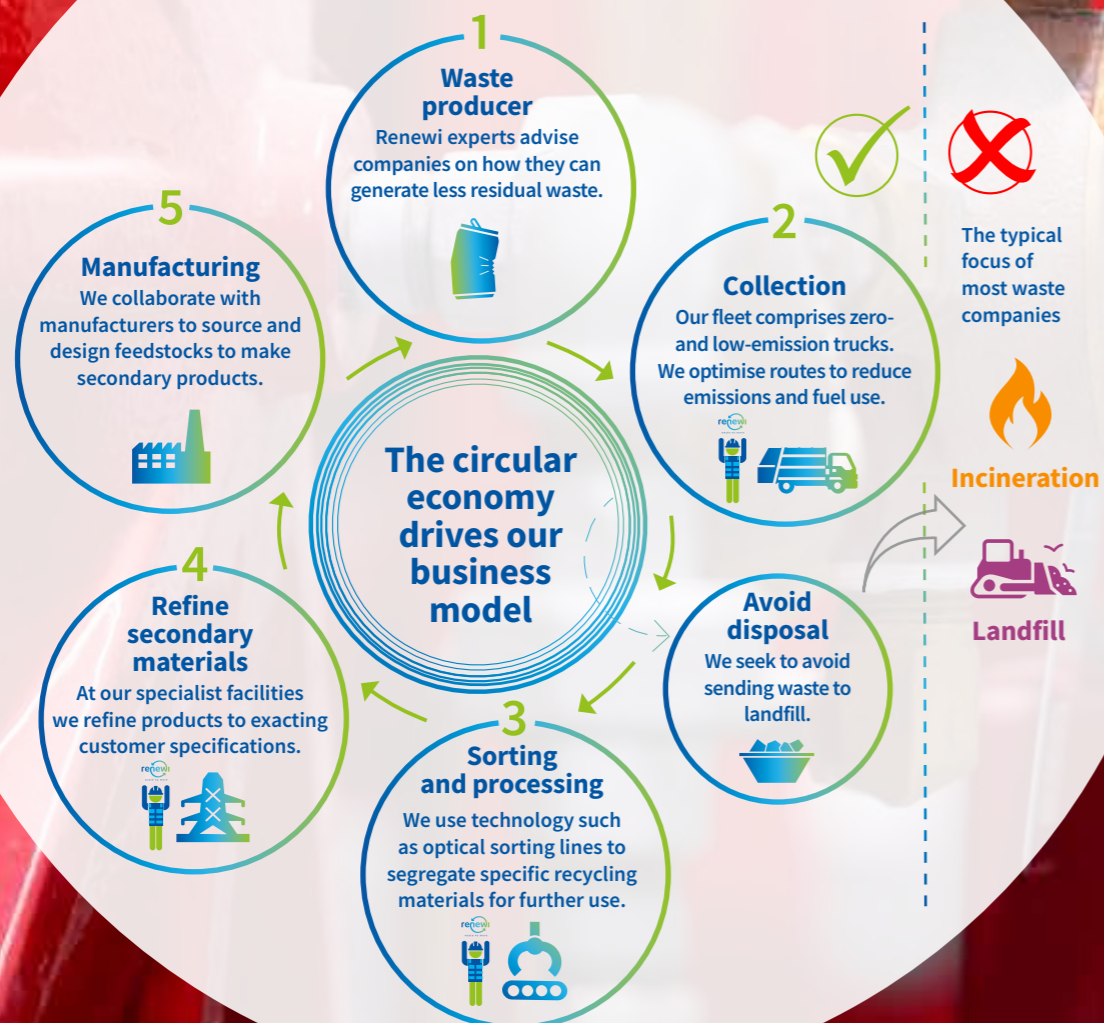 1
Waste
producer
Renewi experts advise
companies on how they can
generate less residual waste.
2
Collection
Our fleet comprises zero-
and low-emission trucks.
We optimise routes to reduce
emissions and fuel use.
renewi
Avoid
disposal
We seek to avoid
sending waste to
landfill.
3
Sorting
and processing
We use technology such
as optical sorting lines to
segregate specific recycling
materials for further use.
renewi
4
Refine
secondary
materials
At our specialist facilities
we refine products to exacting
customer specifications.
renewi
5
Manufacturing
We collaborate with
manufacturers to source and
design feedstocks to make
secondary products.
The circular
economy
drives our
business
model
The typical
focus of
most waste
companies
Incineration
Landfill